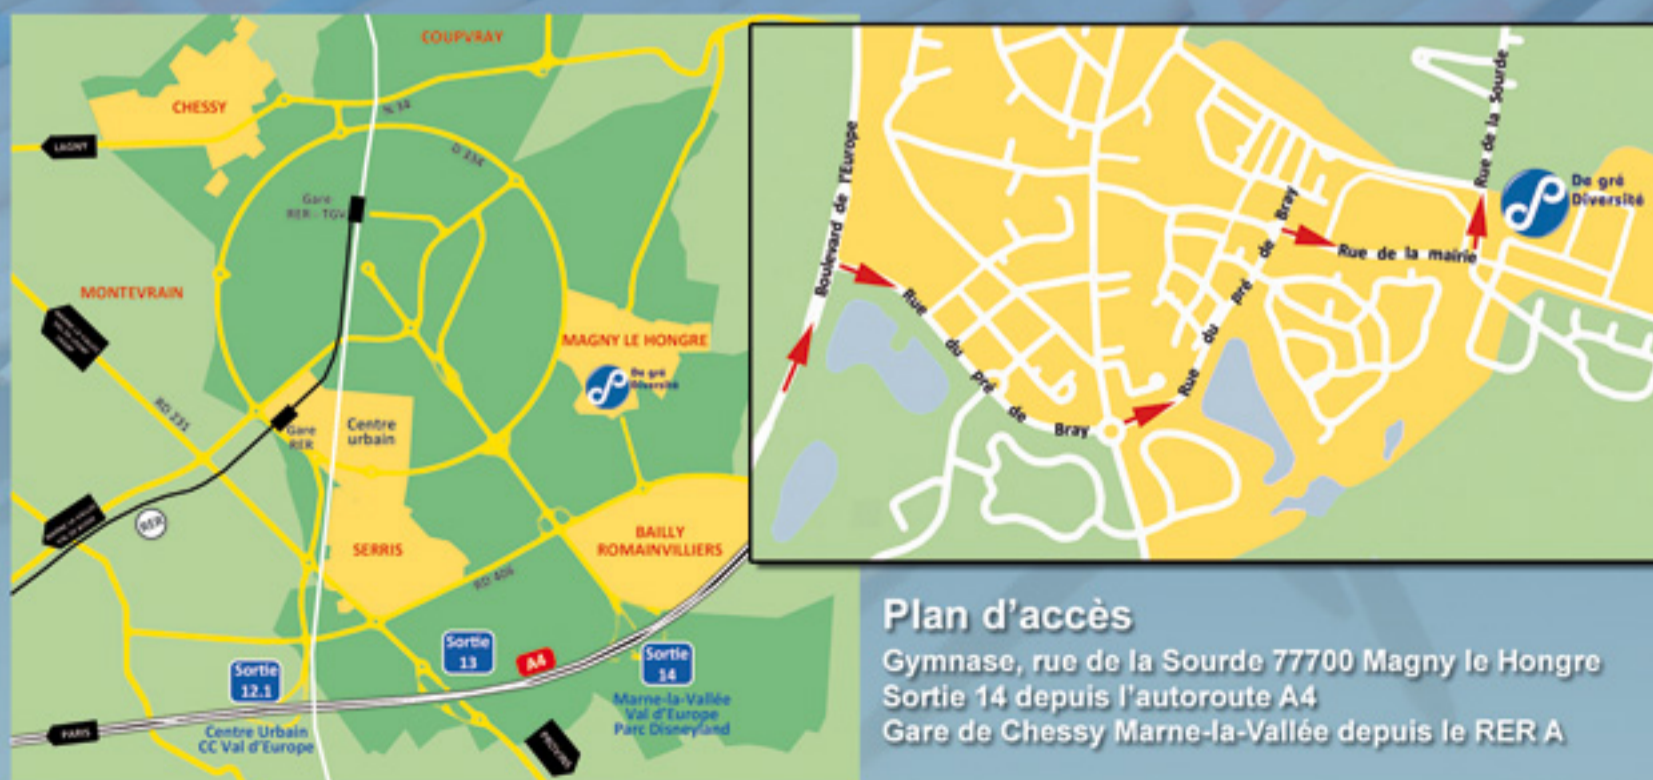 COUPVRAY
CHESSY
N 34
LAGNY
D 334
Gare
RER - TGV
MONTEVRAIN
MAGNY LE HONGRE
De gré
Diversité
RD 231
Gare
RER
Centre
urbain
RER
SERRIS
BAILLY
ROMAINVILLIERS
RD 406
Sortie
12.1
Sortie
13
A4
Sortie
14
Marne-la-Vallée
Val d'Europe
Parc Disneyland
PARIS
Centre Urbain
CC Val d'Europe
PROVINS
Boulevard de l'Europe
Rue du pré de Bray
Rue du pré de Bray
Rue de la mairie
Rue de la Sourde
De gré
Diversité
Plan d'accès
Gymnase, rue de la Sourde 77700 Magny le Hongre
Sortie 14 depuis l'autoroute A4
Gare de Chessy Marne-la-Vallée depuis le RER A